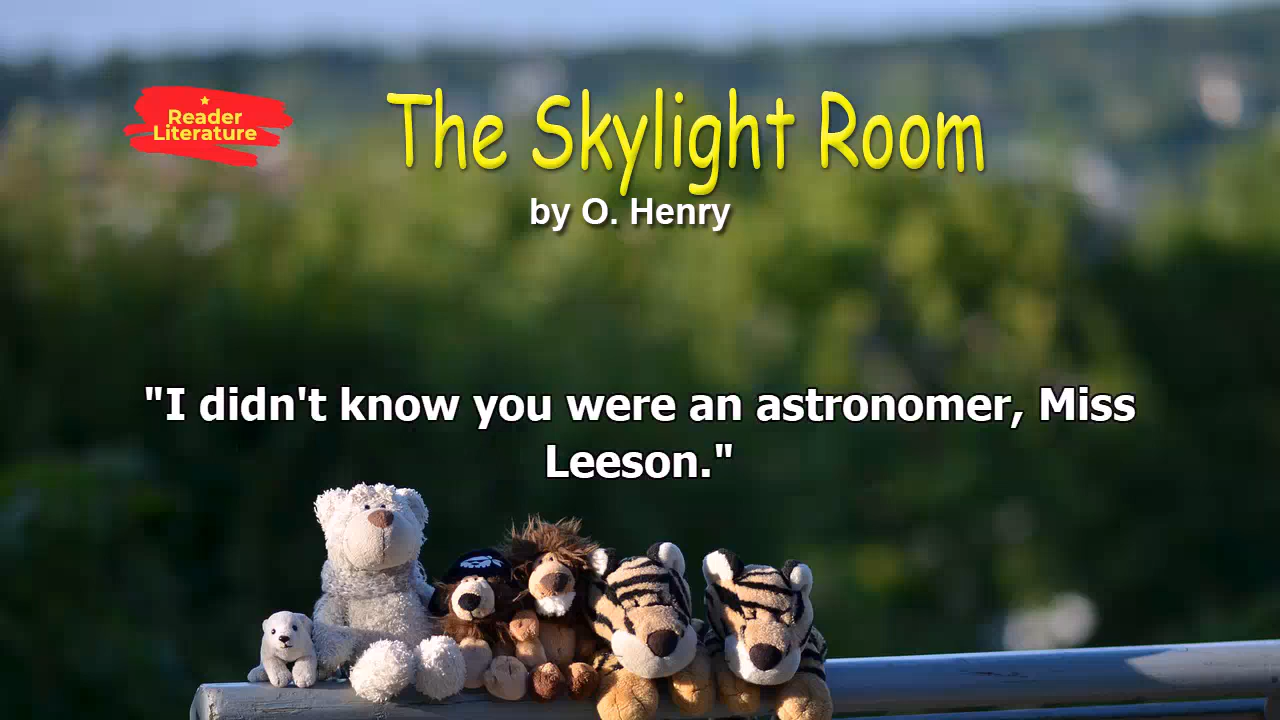 Reader
Literature
The Skylight Room
by O. Henry
"I didn't know you were an astronomer, Miss
Leeson."